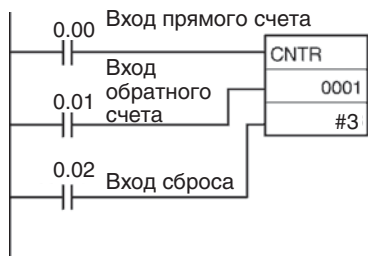 0.00
Вход прямого счета
CNTR
0001
#3
0.01
Вход
обратного
счета
0.02
Вход сброса